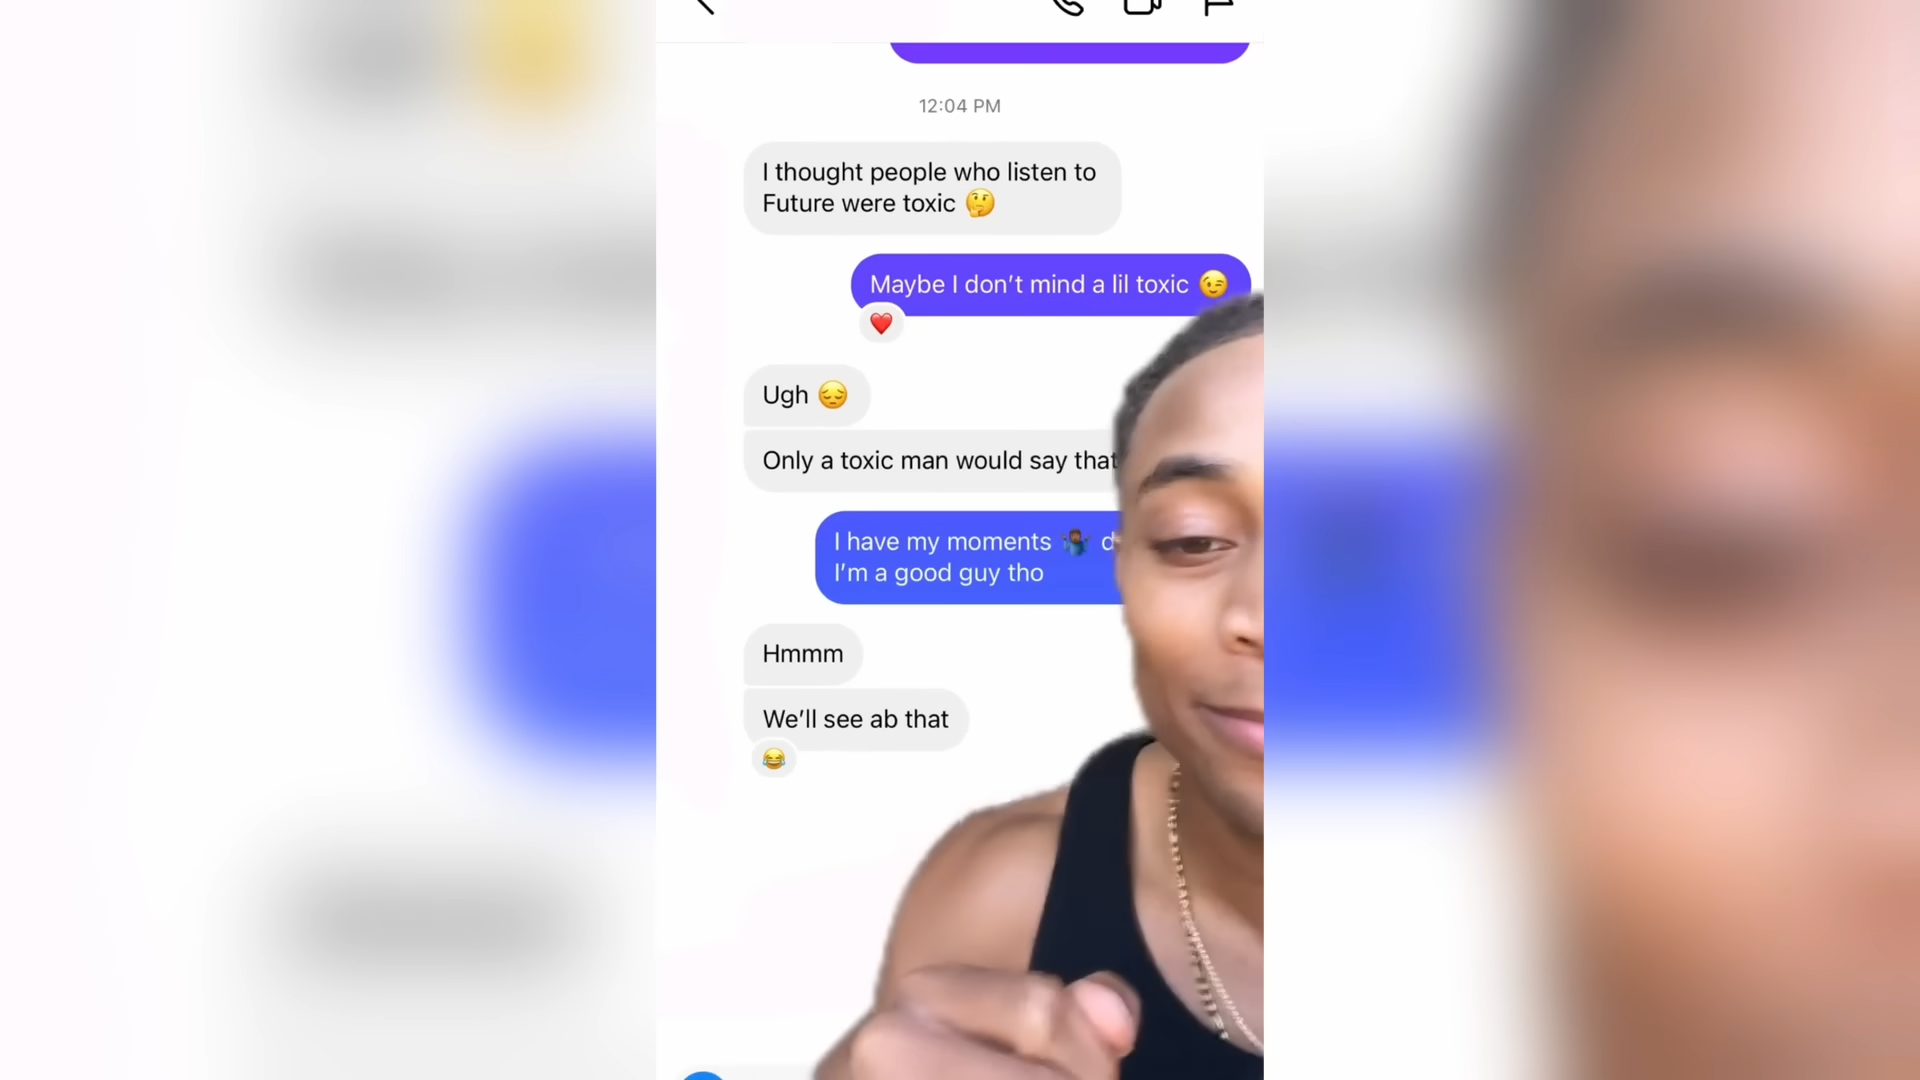 12:04 PM
I thought people who listen to
Future were toxic 🤔
Maybe I don't mind a lil toxic 😉
Ugh 😔
Only a toxic man would say that
I have my moments 🤷🏾‍♂️
I'm a good guy tho
Hmmm
We'll see ab that